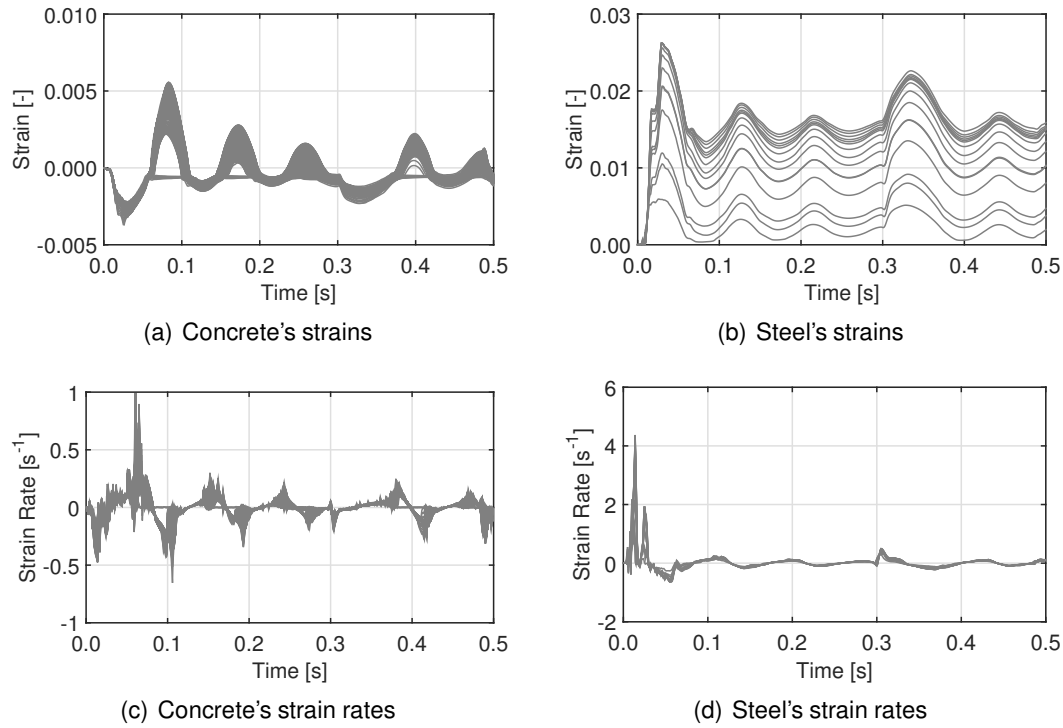 0.010
0.005
0.000
-0.005
Strain [-]
0.0 0.1 0.2 0.3 0.4 0.5
Time [s]
(a) Concrete's strains
0.03
0.02
0.01
0.00
Strain [-]
0.0 0.1 0.2 0.3 0.4 0.5
Time [s]
(b) Steel's strains
1
0.5
0
-0.5
-1
Strain Rate [s⁻¹]
0.0 0.1 0.2 0.3 0.4 0.5
Time [s]
(c) Concrete's strain rates
6
4
2
0
-2
Strain Rate [s⁻¹]
0.0 0.1 0.2 0.3 0.4 0.5
Time [s]
(d) Steel's strain rates